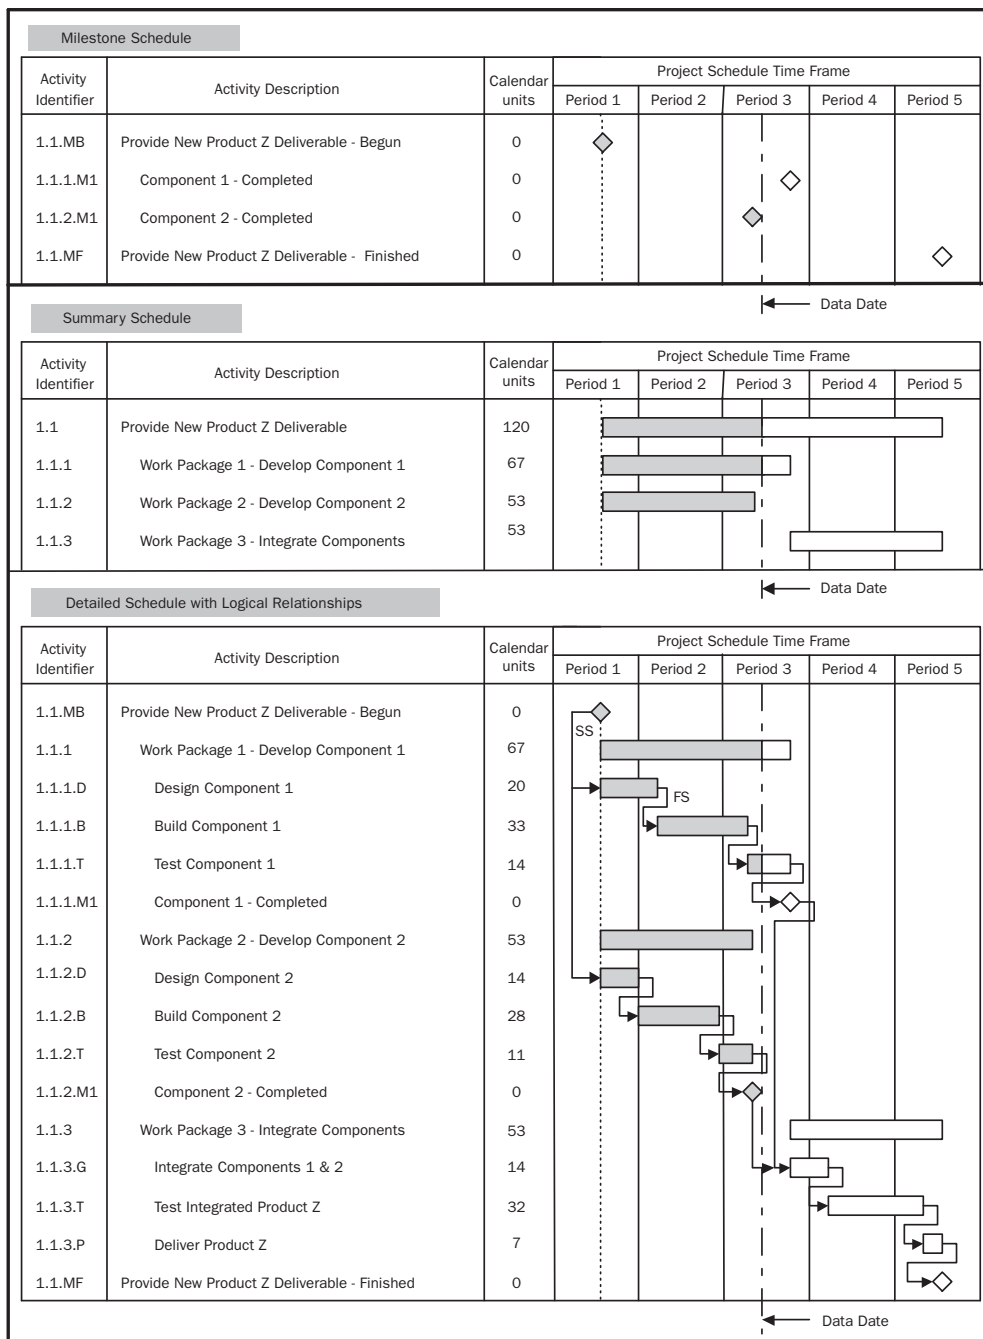 Milestone Schedule
Activity Identifier Activity Description Calendar units Project Schedule Time Frame
Period 1 Period 2 Period 3 Period 4 Period 5
1.1.MB Provide New Product Z Deliverable - Begun 0
1.1.1.M1 Component 1 - Completed 0
1.1.2.M1 Component 2 - Completed 0
1.1.MF Provide New Product Z Deliverable - Finished 0
Data Date
Summary Schedule
Activity Identifier Activity Description Calendar units Project Schedule Time Frame
Period 1 Period 2 Period 3 Period 4 Period 5
1.1 Provide New Product Z Deliverable 120
1.1.1 Work Package 1 - Develop Component 1 67
1.1.2 Work Package 2 - Develop Component 2 53
1.1.3 Work Package 3 - Integrate Components 53
Data Date
Detailed Schedule with Logical Relationships
Activity Identifier Activity Description Calendar units Project Schedule Time Frame
Period 1 Period 2 Period 3 Period 4 Period 5
1.1.MB Provide New Product Z Deliverable - Begun 0
SS
1.1.1 Work Package 1 - Develop Component 1 67
1.1.1.D Design Component 1 20
FS
1.1.1.B Build Component 1 33
1.1.1.T Test Component 1 14
1.1.1.M1 Component 1 - Completed 0
1.1.2 Work Package 2 - Develop Component 2 53
1.1.2.D Design Component 2 14
1.1.2.B Build Component 2 28
1.1.2.T Test Component 2 11
1.1.2.M1 Component 2 - Completed 0
1.1.3 Work Package 3 - Integrate Components 53
1.1.3.G Integrate Components 1 & 2 14
1.1.3.T Test Integrated Product Z 32
1.1.3.P Deliver Product Z 7
1.1.MF Provide New Product Z Deliverable - Finished 0
Data Date